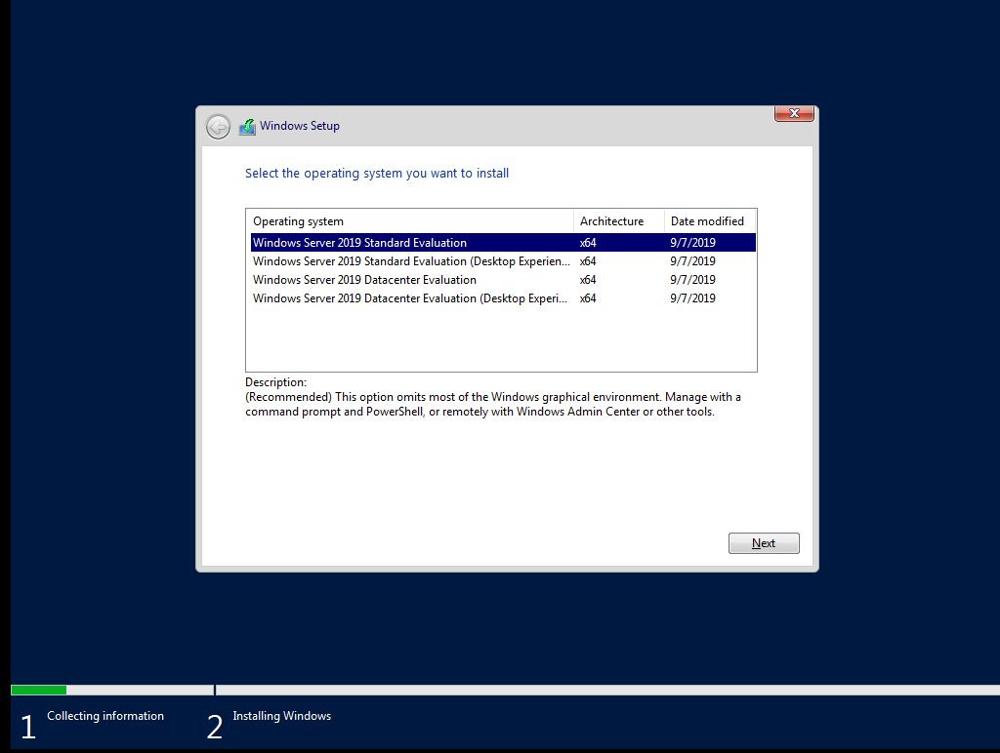 Windows Setup
Select the operating system you want to install
Operating system Architecture Date modified
Windows Server 2019 Standard Evaluation x64 9/7/2019
Windows Server 2019 Standard Evaluation (Desktop Experien... x64 9/7/2019
Windows Server 2019 Datacenter Evaluation x64 9/7/2019
Windows Server 2019 Datacenter Evaluation (Desktop Experi... x64 9/7/2019
Description:
(Recommended) This option omits most of the Windows graphical environment. Manage with a
command prompt and PowerShell, or remotely with Windows Admin Center or other tools.
Next
1 Collecting information 2 Installing Windows